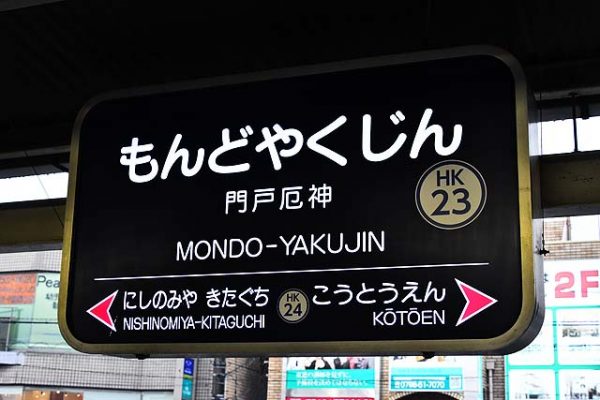 もんどやくじん
門戸厄神
HK
23
MONDO-YAKUJIN
にしのみや きたぐち
NISHINOMIYA-KITAGUCHI
HK
24
こうとうえん
KŌTŌEN
2F